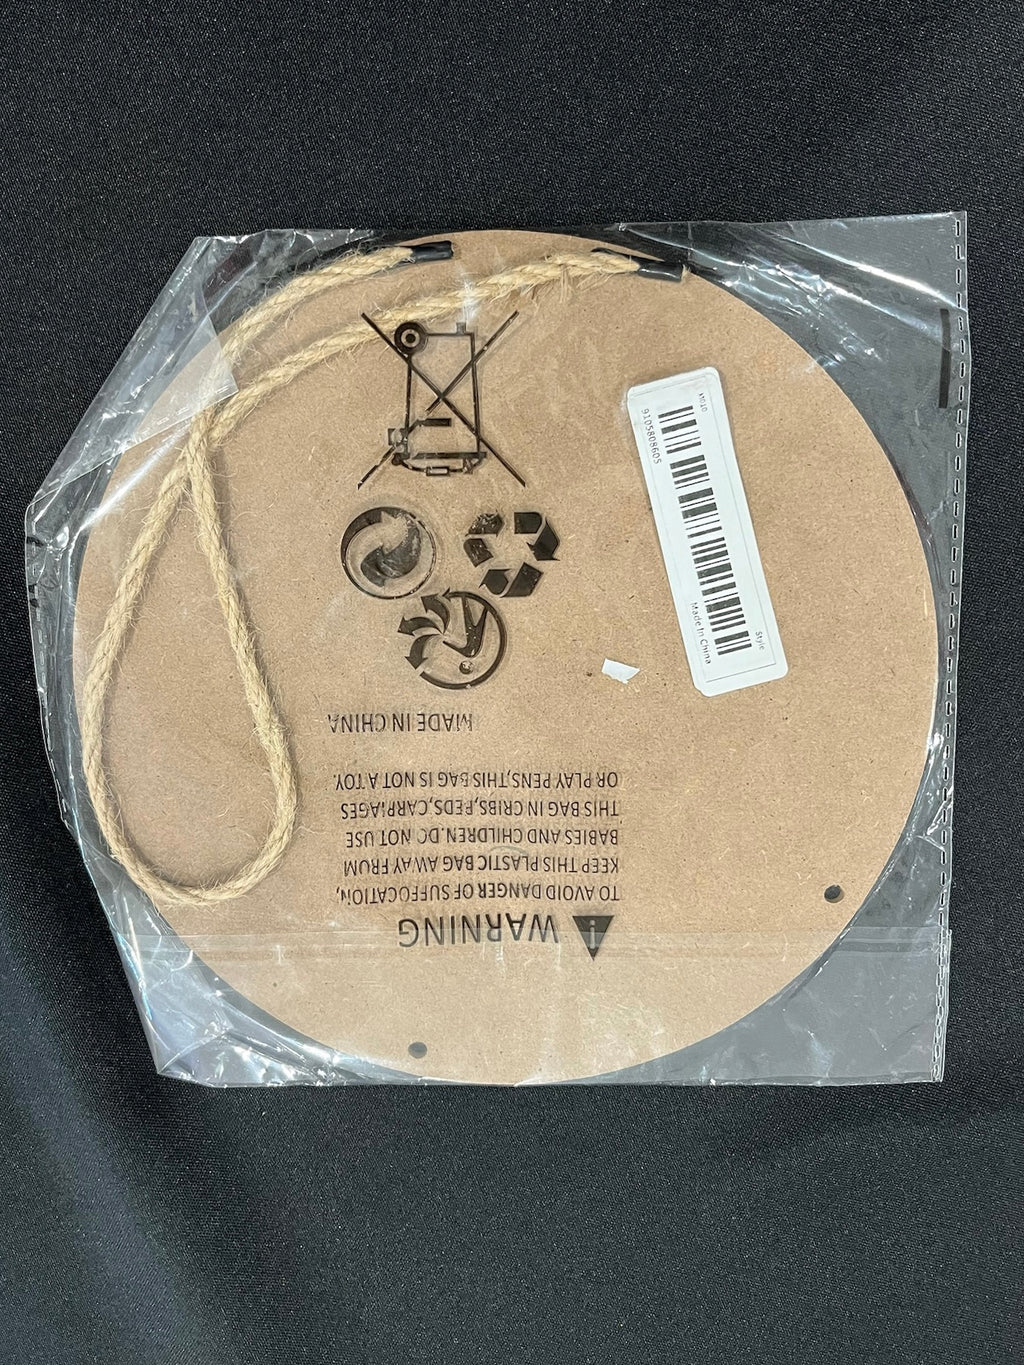 WARNING
TO AVOID DANGER OF SUFFOCATION,
KEEP THIS PLASTIC BAG AWAY FROM
BABIES AND CHILDREN.DO NOT USE
THIS BAG IN CRIBS,BEDS,CARRIAGES
OR PLAY PENS,THIS BAG IS NOT A TOY.
MADE IN CHINA
9105808605
Style
Made In China